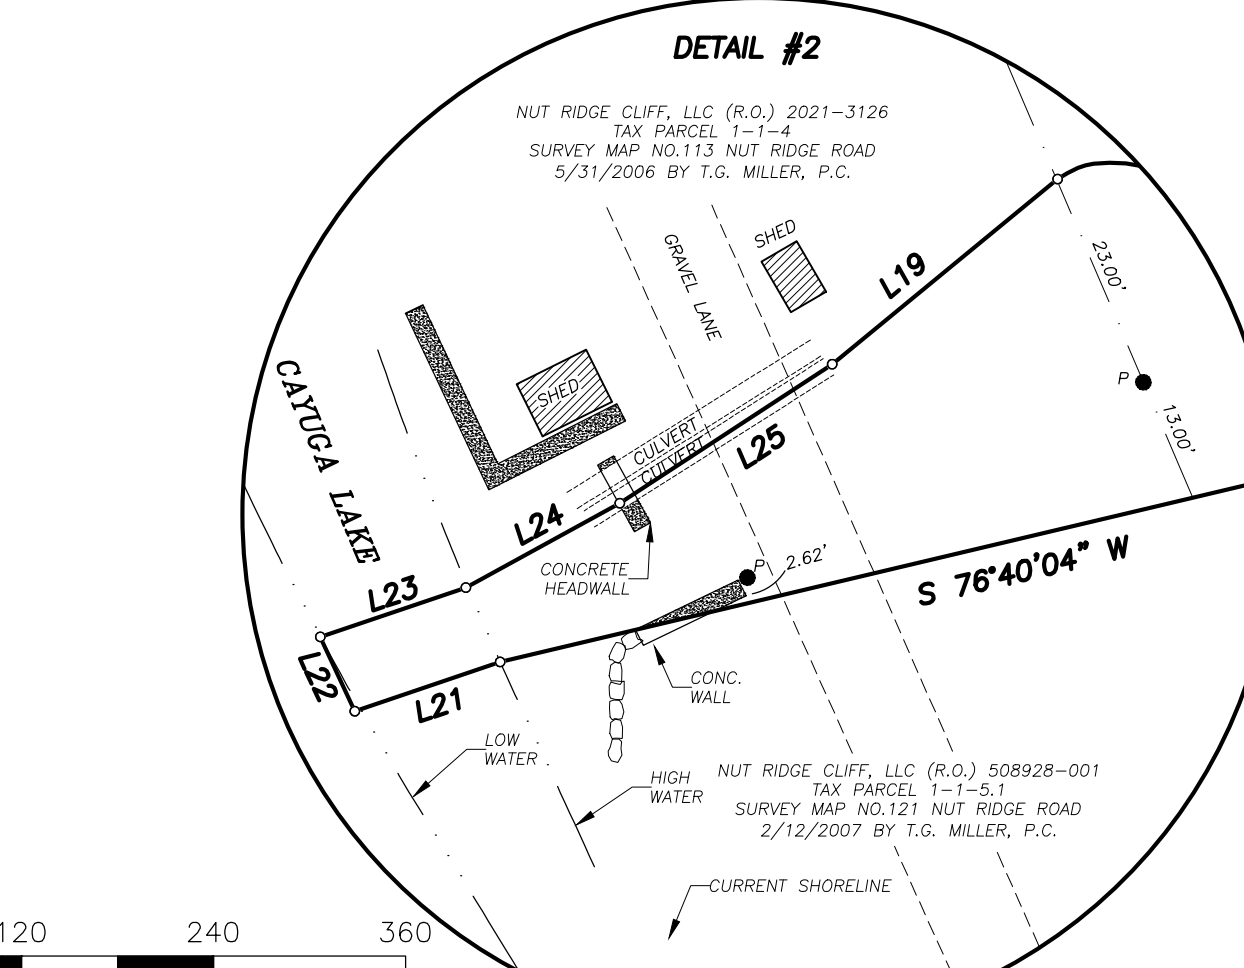 DETAIL #2
NUT RIDGE CLIFF, LLC (R.O.) 2021-3126
TAX PARCEL 1-1-4
SURVEY MAP NO.113 NUT RIDGE ROAD
5/31/2006 BY T.G. MILLER, P.C.
SHED
GRAVEL LANE
L19
23.00'
P
13.00'
SHED
CAYUGA LAKE
CULVERT
CULVERT
L25
L24
CONCRETE
HEADWALL
P
2.62'
S 76°40'04" W
L23
L22
L21
CONC.
WALL
LOW
WATER
HIGH
WATER
NUT RIDGE CLIFF, LLC (R.O.) 508928-001
TAX PARCEL 1-1-5.1
SURVEY MAP NO.121 NUT RIDGE ROAD
2/12/2007 BY T.G. MILLER, P.C.
CURRENT SHORELINE
120 240 360